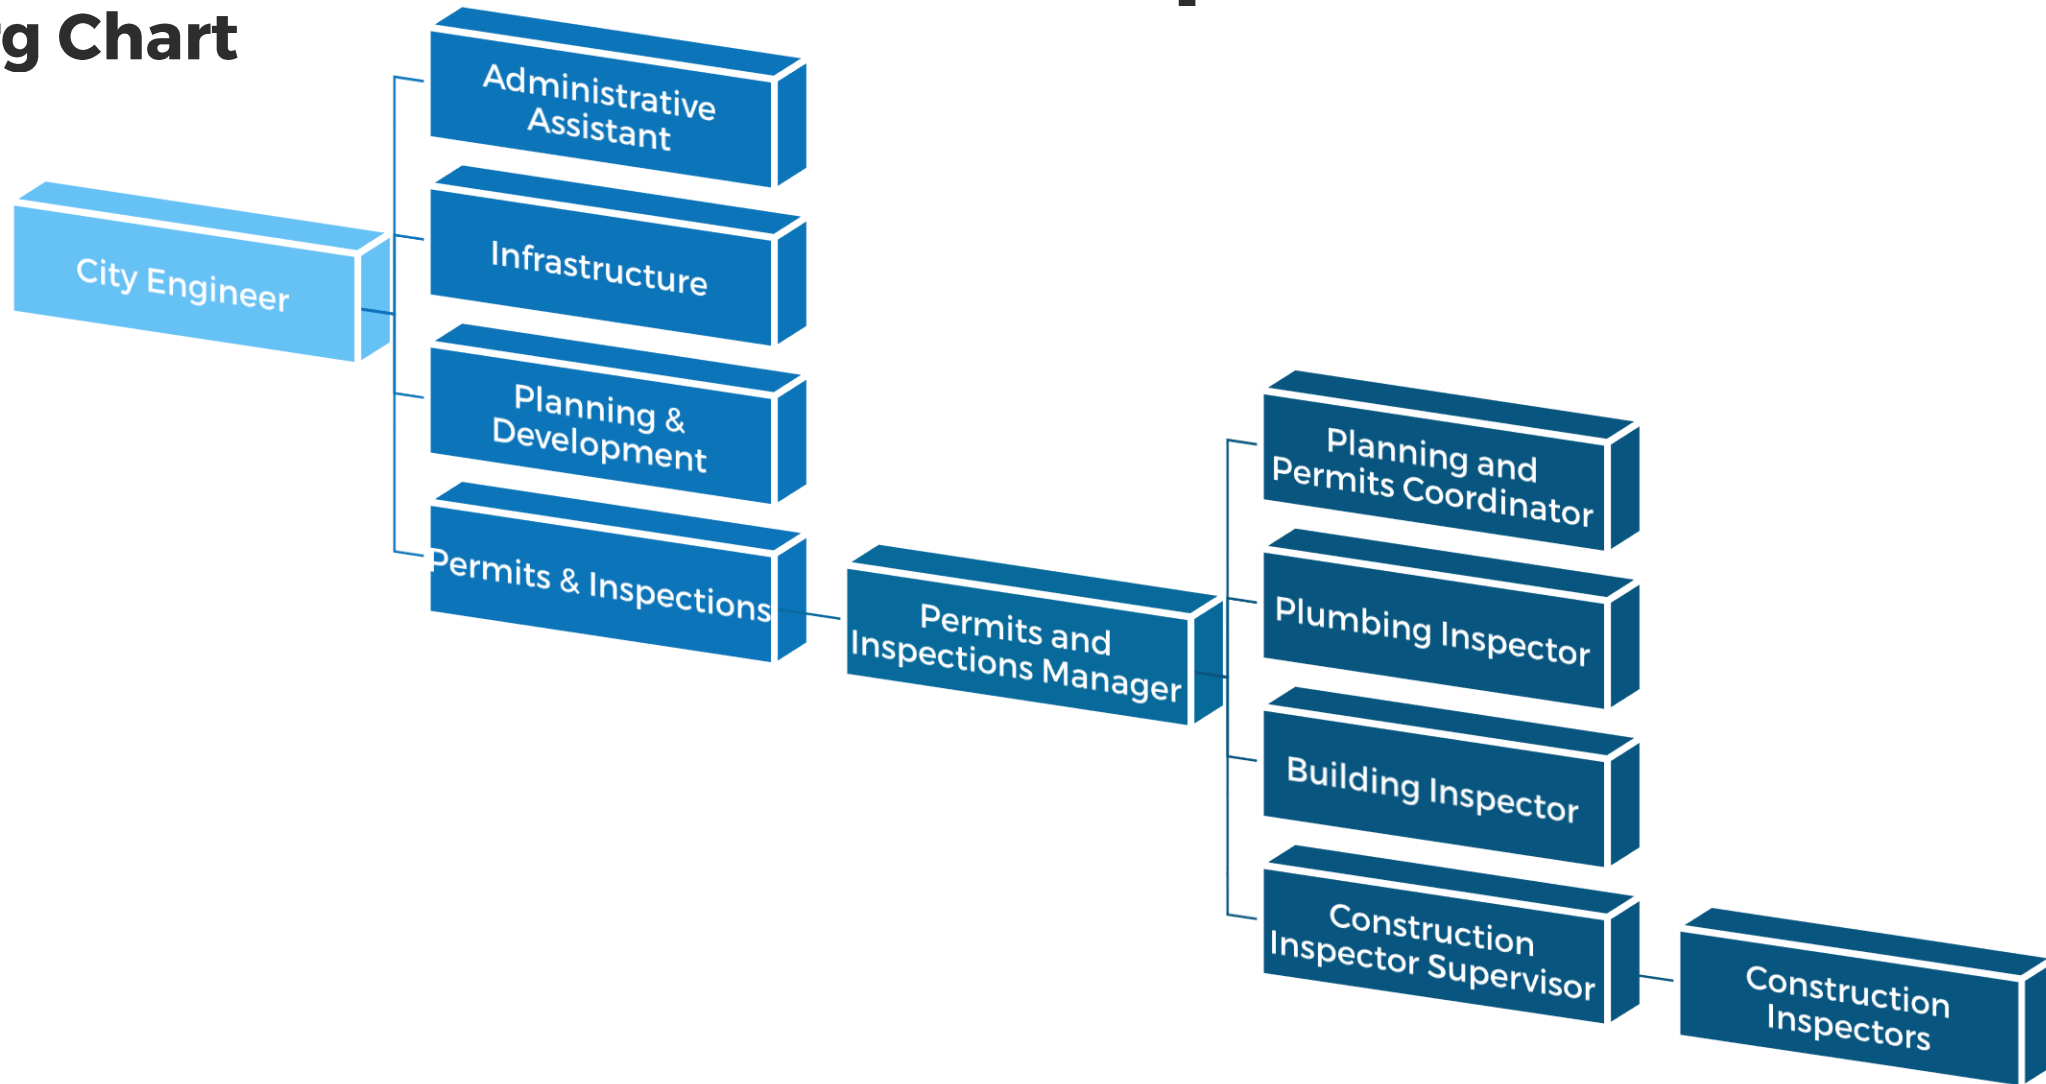 g Chart
Administrative
Assistant
City Engineer
Infrastructure
Planning &
Development
Permits & Inspections
Permits and
Inspections Manager
Planning and
Permits Coordinator
Plumbing Inspector
Building Inspector
Construction
Inspector Supervisor
Construction
Inspectors